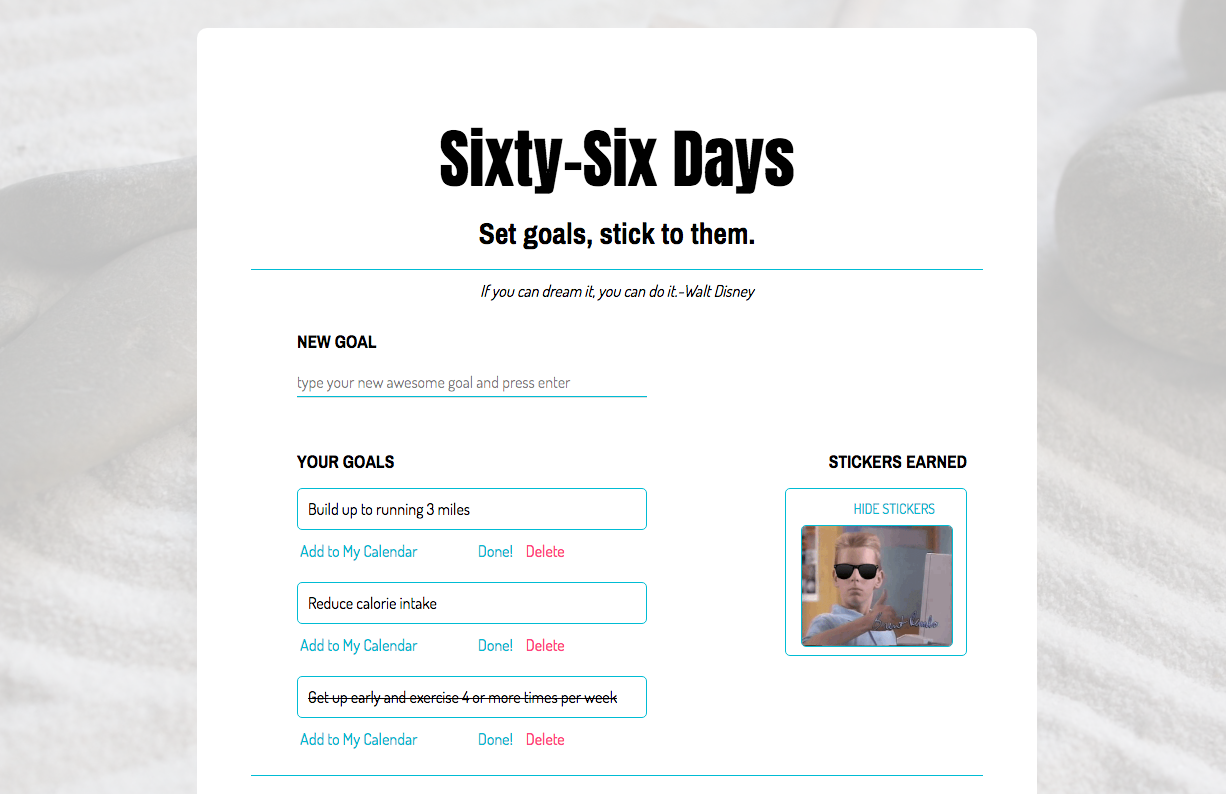 Sixty-Six Days
Set goals, stick to them.
If you can dream it, you can do it.-Walt Disney
NEW GOAL
type your new awesome goal and press enter
YOUR GOALS
Build up to running 3 miles
Add to My Calendar Done! Delete
Reduce calorie intake
Add to My Calendar Done! Delete
Get up early and exercise 4 or more times per week
Add to My Calendar Done! Delete
STICKERS EARNED
HIDE STICKERS
Brent Rambo